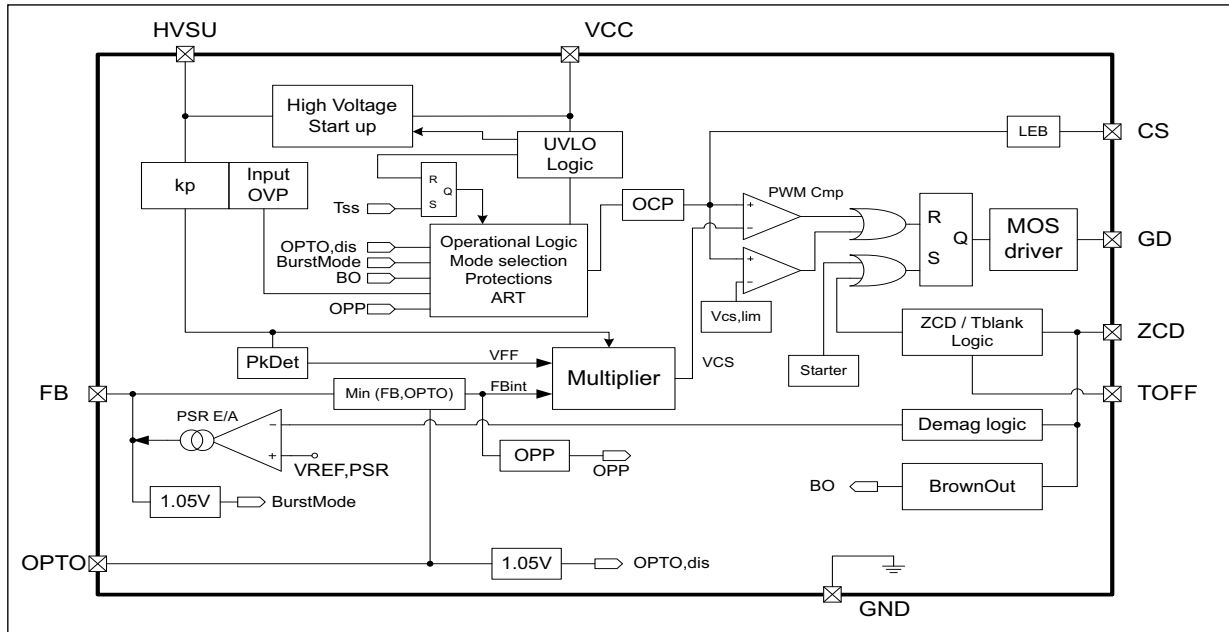 HVSU
VCC
High Voltage
Start up
UVLO
Logic
LEB
CS
kp
Input
OVP
R
Q
S
Tss
OCP
PWM Cmp
+
−
+
−
R
Q
S
MOS
driver
GD
OPTO,dis
BurstMode
BO
OPP
Operational Logic
Mode selection
Protections
ART
Vcs,lim
Starter
ZCD / Tblank
Logic
ZCD
PkDet
VFF
Multiplier
VCS
TOFF
FB
Min (FB,OPTO)
FBint
PSR E/A
−
+
VREF,PSR
OPP
OPP
Demag logic
1.05V
BurstMode
BO
BrownOut
OPTO
1.05V
OPTO,dis
GND